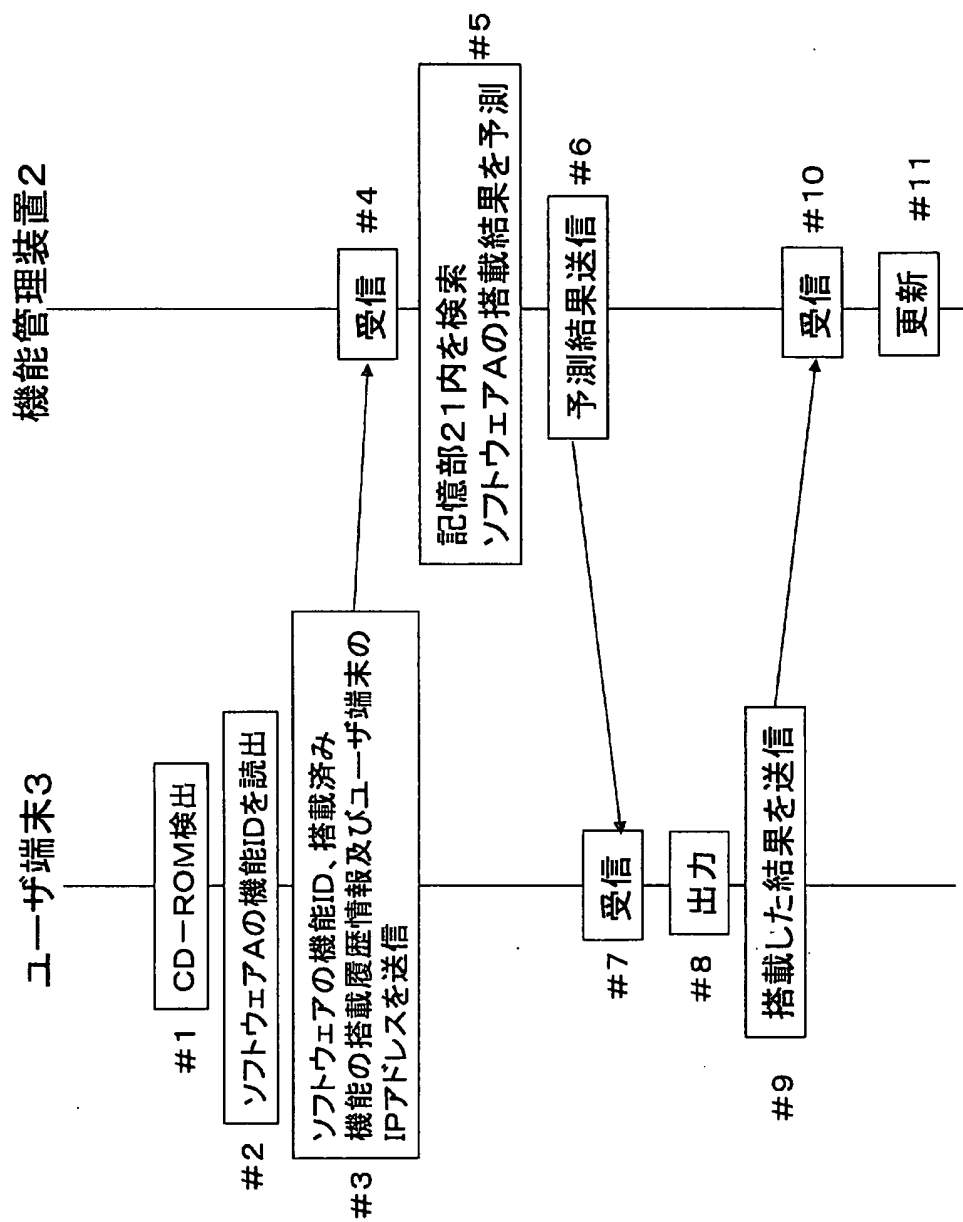 ユーザ端末3
機能管理装置2
#1
CD－ROM検出
#2
ソフトウェアAの機能IDを読出
#3
ソフトウェアの機能ID、搭載済み
機能の搭載履歴情報及びユーザ端末の
IPアドレスを送信
受信
#4
記憶部21内を検索
ソフトウェアAの搭載結果を予測
#5
予測結果送信
#6
#7
受信
#8
出力
#9
搭載した結果を送信
受信
#10
更新
#11